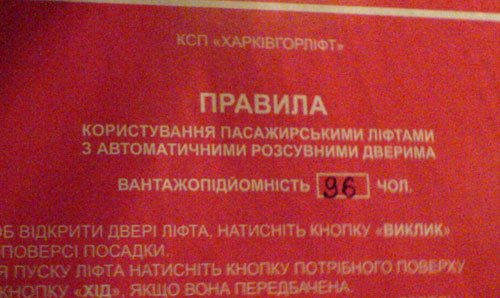 КСП «ХАРКІВГОРЛІФТ»
ПРАВИЛА
КОРИСТУВАННЯ ПАСАЖИРСЬКИМИ ЛІФТАМИ
З АВТОМАТИЧНИМИ РОЗСУВНИМИ ДВЕРИМА
ВАНТАЖОПІДЙОМНІСТЬ 96 ЧОЛ.
ОБ ВІДКРИТИ ДВЕРІ ЛІФТА, НАТИСНІТЬ КНОПКУ «ВИКЛИК»
ПОВЕРСІ ПОСАДКИ.
Я ПУСКУ ЛІФТА НАТИСНІТЬ КНОПКУ ПОТРІБНОГО ПОВЕРХУ
КНОПКУ «ХІД», ЯКЩО ВОНА ПЕРЕДБАЧЕНА.